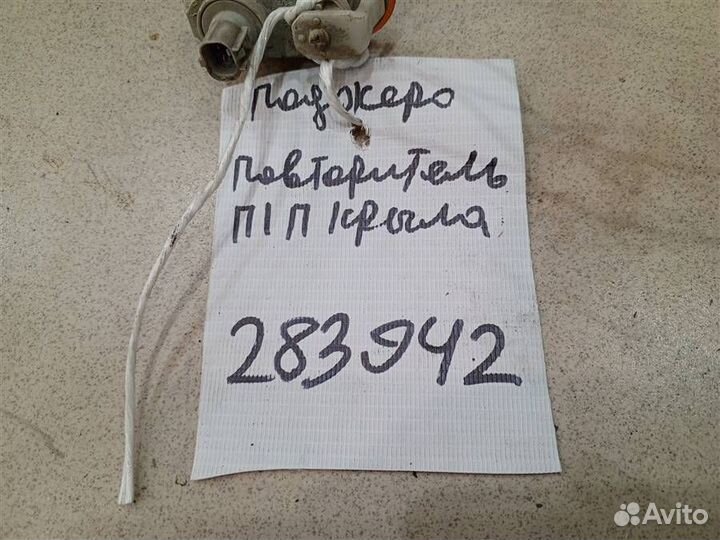 Паджеро
Повторитель
П/П крыла
283942
Avito